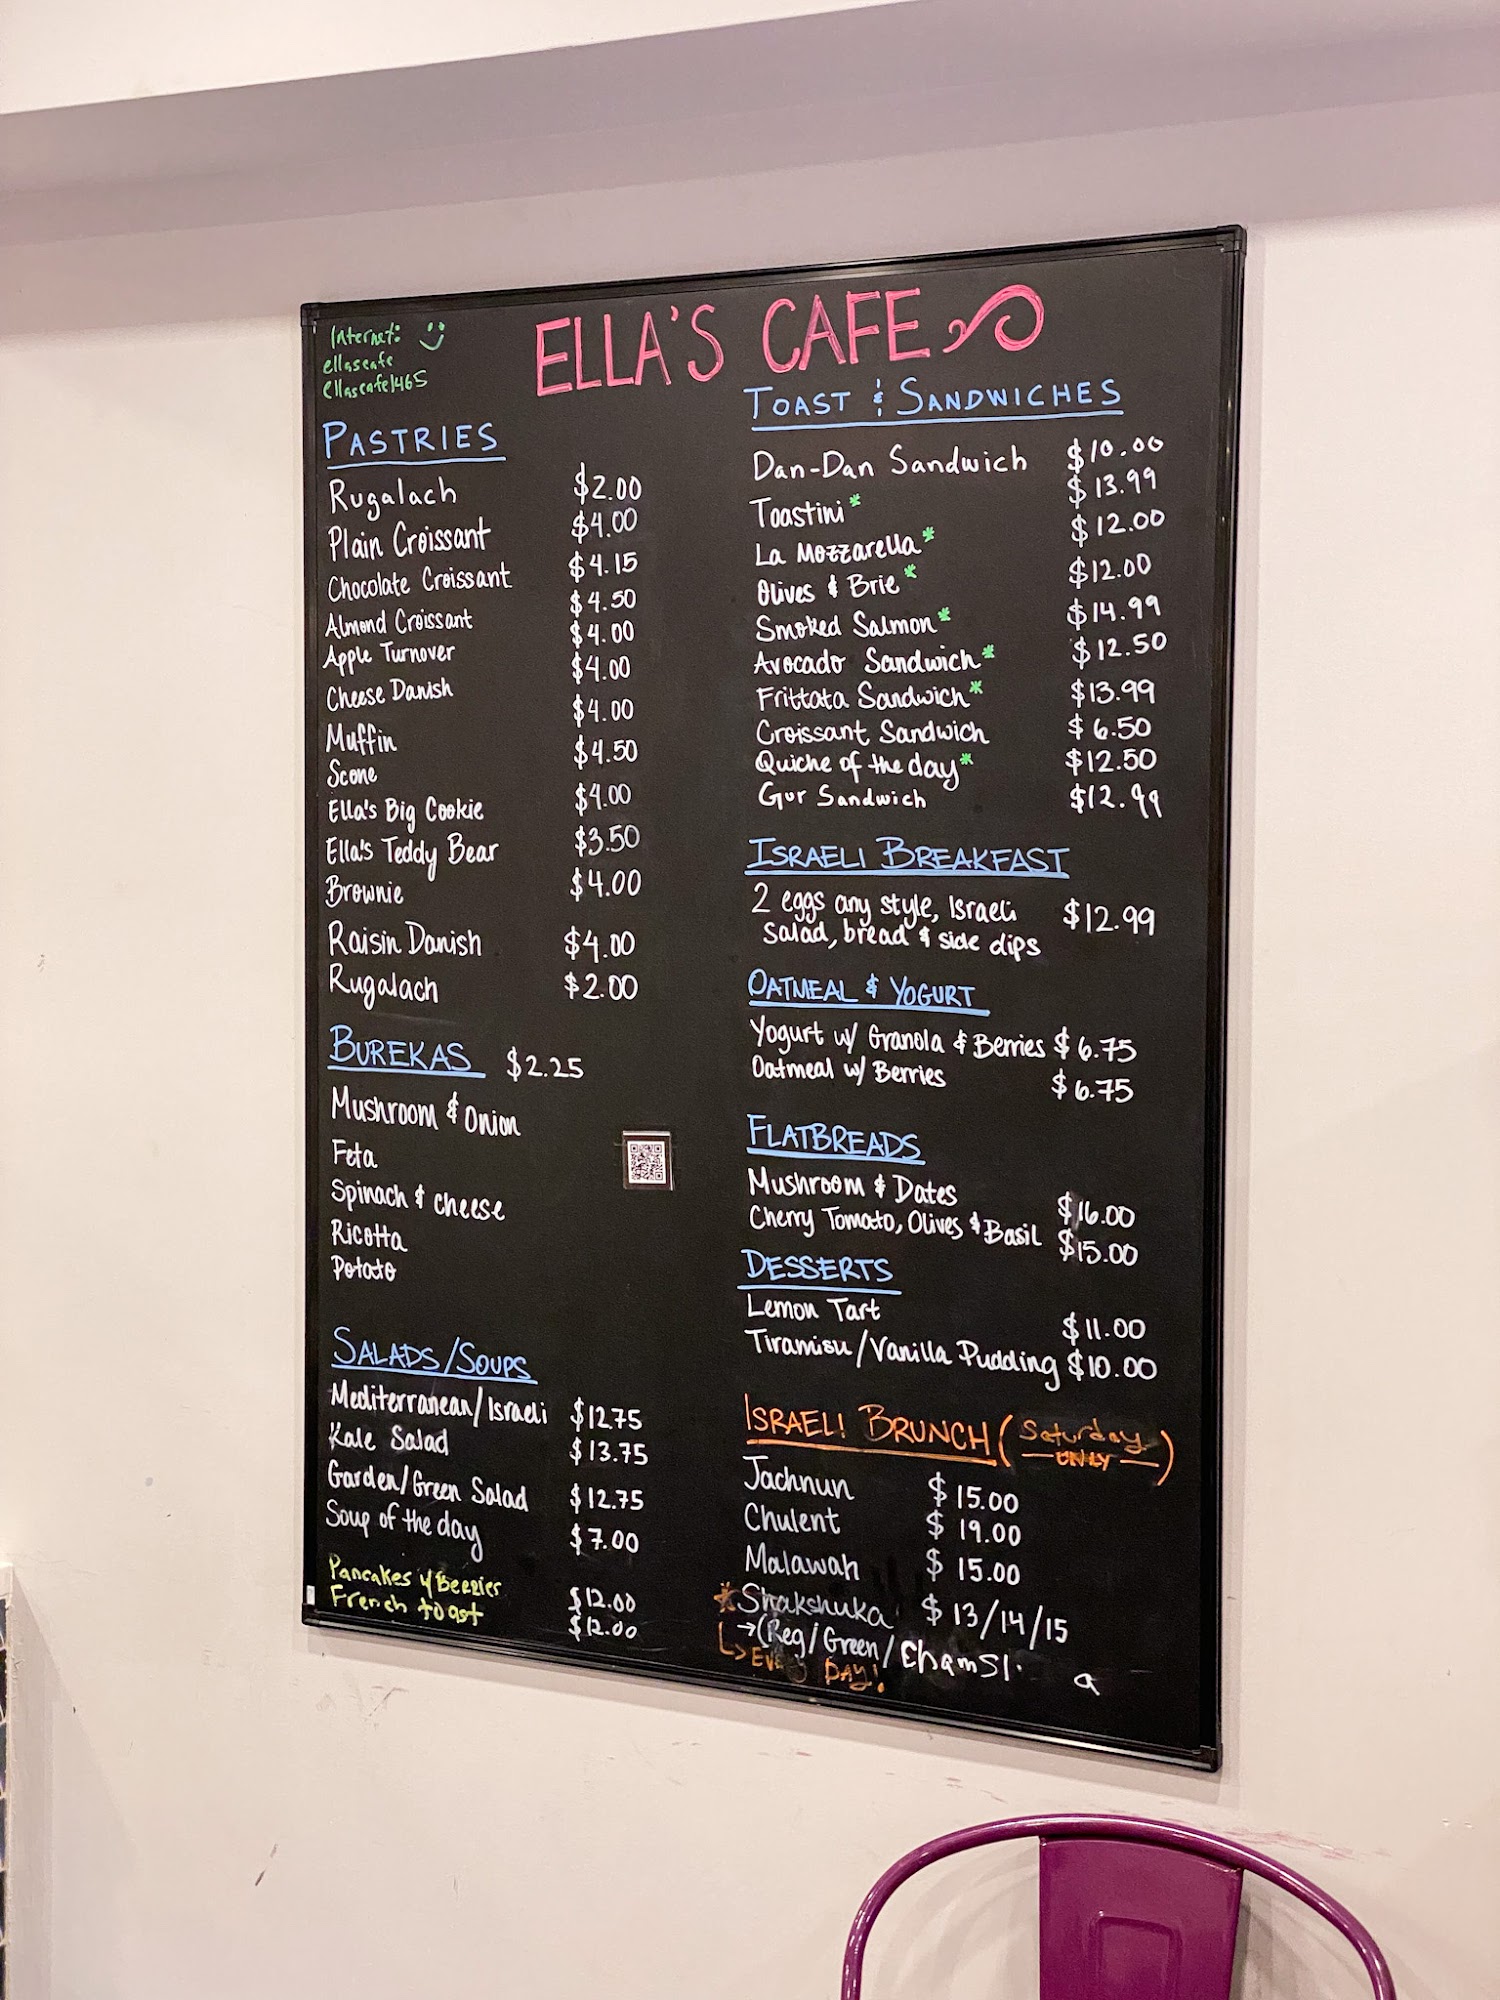 ELLA'S CAFE
Internet:
ellascafe
ellascafe1465
PASTRIES
Rugalach $2.00
Plain Croissant $4.00
Chocolate Croissant $4.15
Almond Croissant $4.50
Apple Turnover $4.00
Cheese Danish $4.00
Muffin $4.00
Scone $4.50
Ella's Big Cookie $4.00
Ella's Teddy Bear $3.50
Brownie $4.00
Raisin Danish $4.00
Rugalach $2.00
BUREKAS $2.25
Mushroom & Onion
Feta
Spinach & cheese
Ricotta
Potato
SALADS/SOUPS
Mediterranean/Israeli $12.75
Kale Salad $13.75
Garden/Green Salad $12.75
Soup of the day $7.00
Pancakes w/Berries $12.00
French toast $12.00
TOAST & SANDWICHES
Dan-Dan Sandwich $10.00
Toastini* $13.99
La Mozzarella* $12.00
Olives & Brie* $12.00
Smoked Salmon* $14.99
Avocado Sandwich* $12.50
Frittata Sandwich* $13.99
Croissant Sandwich $6.50
Quiche of the day* $12.50
Gur Sandwich $12.99
ISRAELI BREAKFAST
2 eggs any style, Israeli $12.99
salad, bread & side dips
OATMEAL & YOGURT
Yogurt w/ Granola & Berries $6.75
Oatmeal w/ Berries $6.75
FLATBREADS
Mushroom & Dates $16.00
Cherry Tomato, Olives & Basil $15.00
DESSERTS
Lemon Tart $11.00
Tiramisu/Vanilla Pudding $10.00
ISRAELI BRUNCH (Saturday
ONLY)
Jachnun $15.00
Chulent $19.00
Malawah $15.00
*Shakshuka $13/14/15
→(Reg/Green/
↳ EVERY DAY!